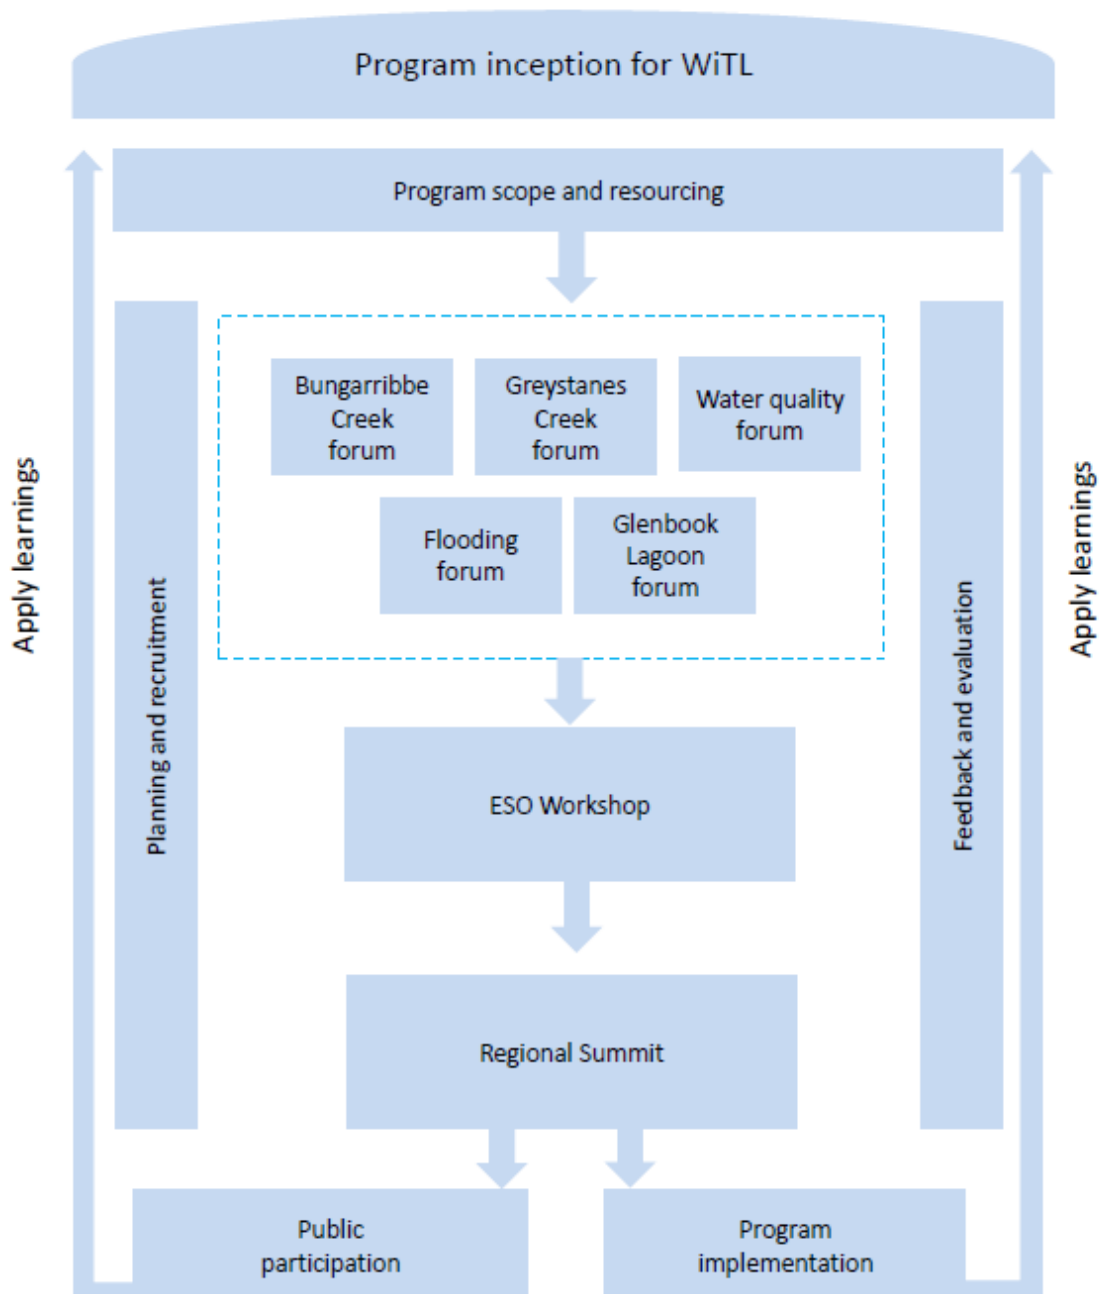 Program inception for WiTL
Program scope and resourcing
Apply learnings
Planning and recruitment
Bungarribbe
Creek
forum
Greystanes
Creek
forum
Water quality
forum
Flooding
forum
Glenbook
Lagoon
forum
ESO Workshop
Regional Summit
Feedback and evaluation
Apply learnings
Public
participation
Program
implementation